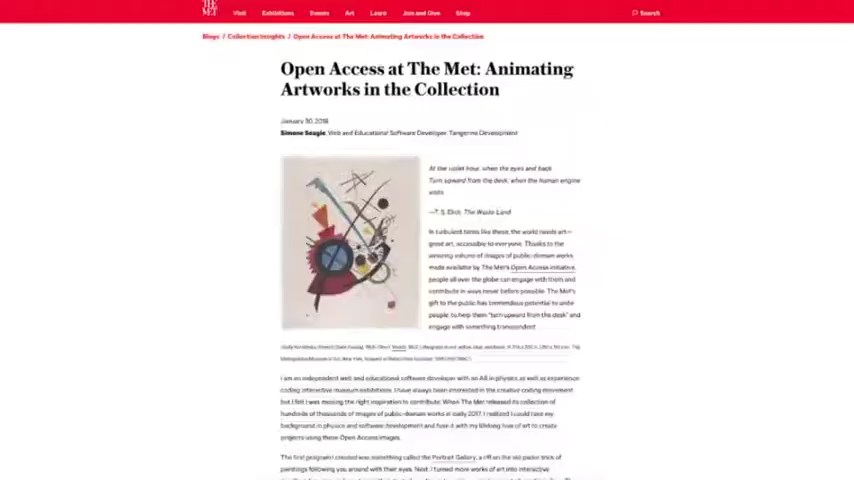 THE MET
Visit Exhibitions Events Art Learn Join and Give Shop Search
Blogs / Collection Insights / Open Access at The Met: Animating Artworks in the Collection
Open Access at The Met: Animating
Artworks in the Collection
January 30, 2018
Simone Seagle, Web and Educational Software Developer, Tangerine Development
At the violet hour, when the eyes and back
Turn upward from the desk, when the human engine
waits
—T. S. Eliot, The Waste Land
In turbulent times like these, the world needs art—
great art, accessible to everyone. Thanks to the
amazing volume of images of public-domain works
made available by The Met's Open Access initiative,
people all over the globe can engage with them and
contribute in ways never before possible. The Met's
gift to the public has tremendous potential to unite
people, to help them "turn upward from the desk" and
engage with something transcendent.
I am an independent web and educational software developer with an AB in physics, as well as experience
coding interactive museum exhibitions. I have always been interested in the creative coding movement
but I felt I was missing the right inspiration to contribute. When The Met released its collection of
hundreds of thousands of images of public-domain works in early 2017, I realized I could take my
background in physics and software development and fuse it with my lifelong love of art to create
projects using these Open Access images.
The first program I created was something called the Portrait Gallery, a riff on the old parlor trick of
paintings following you around with their eyes. Next, I turned more works of art into interactive